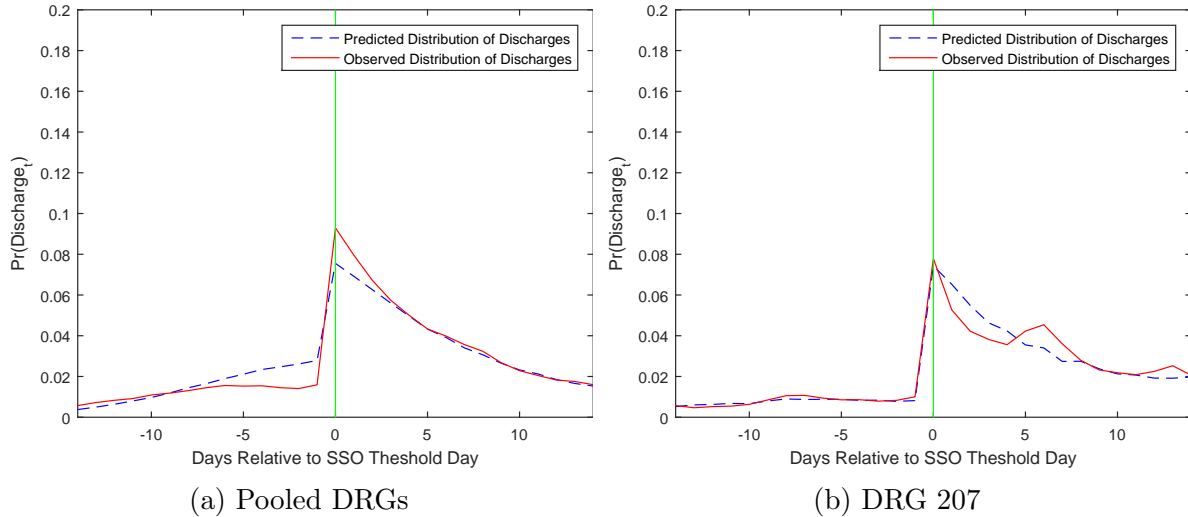 0.2
0.18
0.16
0.14
0.12
0.1
0.08
0.06
0.04
0.02
0
Pr(Discharge_t)
Predicted Distribution of Discharges
Observed Distribution of Discharges
-10 -5 0 5 10
Days Relative to SSO Theshold Day
(a) Pooled DRGs
0.2
0.18
0.16
0.14
0.12
0.1
0.08
0.06
0.04
0.02
0
Pr(Discharge_t)
Predicted Distribution of Discharges
Observed Distribution of Discharges
-10 -5 0 5 10
Days Relative to SSO Theshold Day
(b) DRG 207